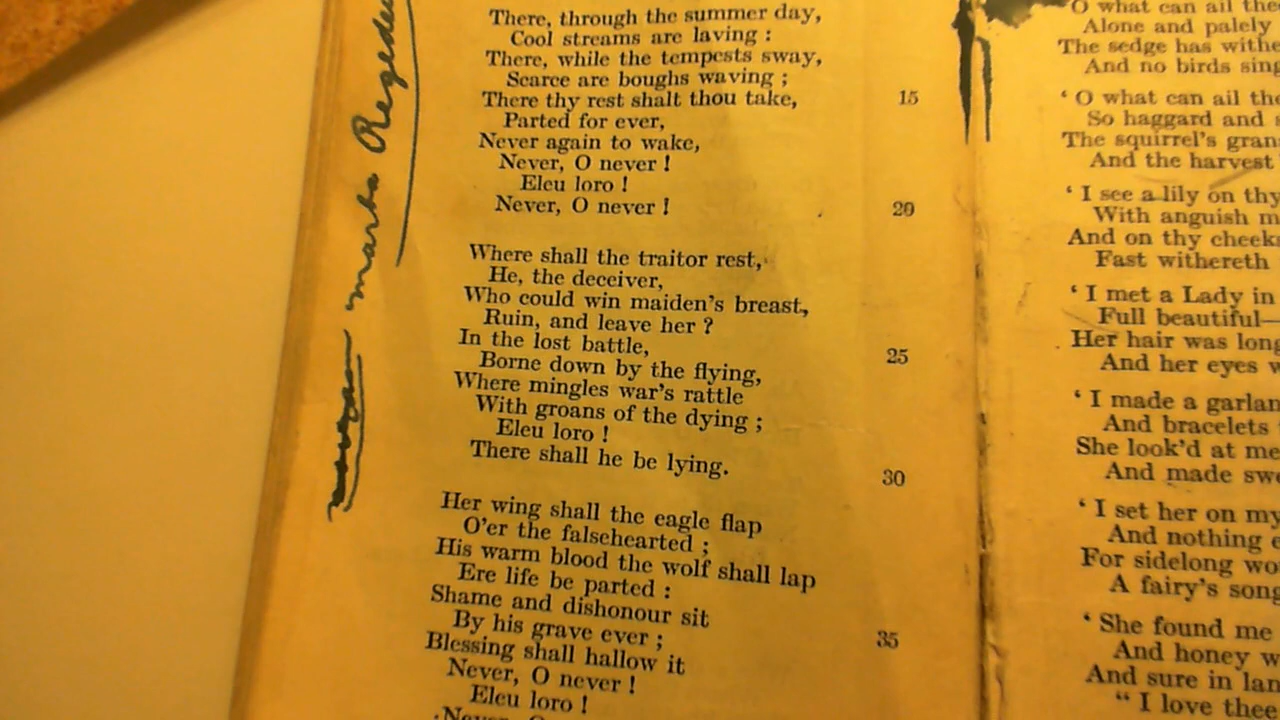 There, through the summer day,
Cool streams are laving :
There, while the tempests sway,
Scarce are boughs waving ;
There thy rest shalt thou take,
15
Parted for ever,
Never again to wake,
Never, O never !
Eleu loro !
Never, O never !
20
Where shall the traitor rest,
He, the deceiver,
Who could win maiden's breast,
Ruin, and leave her ?
In the lost battle,
25
Borne down by the flying,
Where mingles war's rattle
With groans of the dying ;
Eleu loro !
There shall he be lying.
30
Her wing shall the eagle flap
O'er the falsehearted ;
His warm blood the wolf shall lap
Ere life be parted :
Shame and dishonour sit
35
By his grave ever ;
Blessing shall hallow it
Never, O never !
Eleu loro !
Never,
marks
O what can ail
Alone and palely
The sedge has
And no birds sing
‘ O what can ail
So haggard and
The squirrel's
And the harvest
‘ I see a lily on thy
With anguish
And on thy
Fast withereth
‘ I met a Lady in
Full beautiful—
Her hair was
And her eyes
‘ I made a
And bracelets
She look'd at me
And made
‘ I set her on my
And nothing
For sidelong
A fairy's song
‘ She found me
And honey
And sure in
“ I love thee